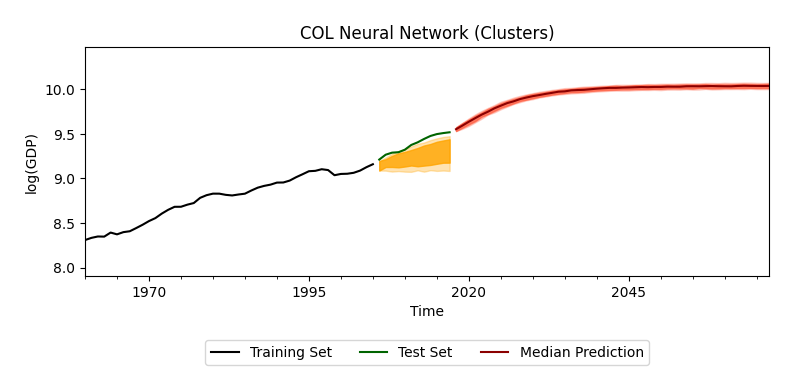 COL Neural Network (Clusters)
10.0
9.5
9.0
8.5
8.0
log(GDP)
1970 1995 2020 2045
Time
Training Set Test Set Median Prediction